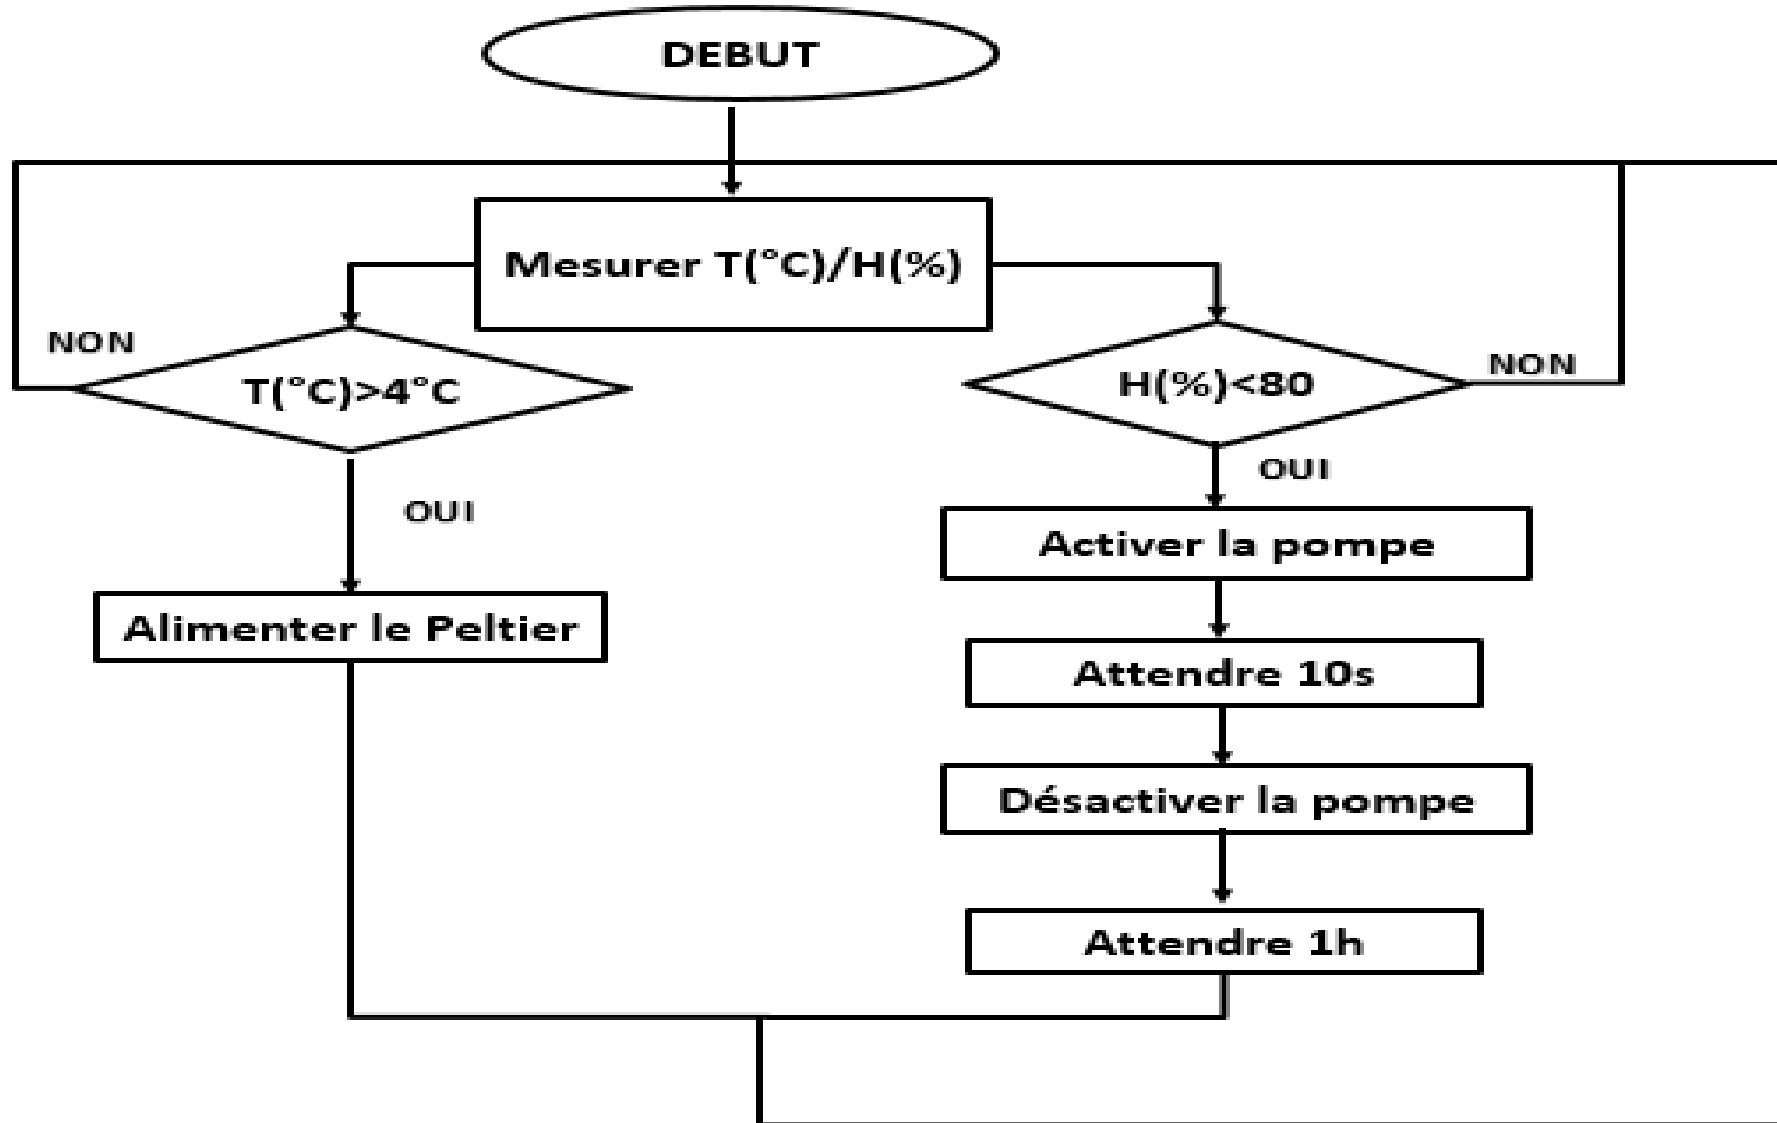 DEBUT
Mesurer T(°C)/H(%)
NON
T(°C)>4°C
OUI
Alimenter le Peltier
H(%)<80
NON
OUI
Activer la pompe
Attendre 10s
Désactiver la pompe
Attendre 1h